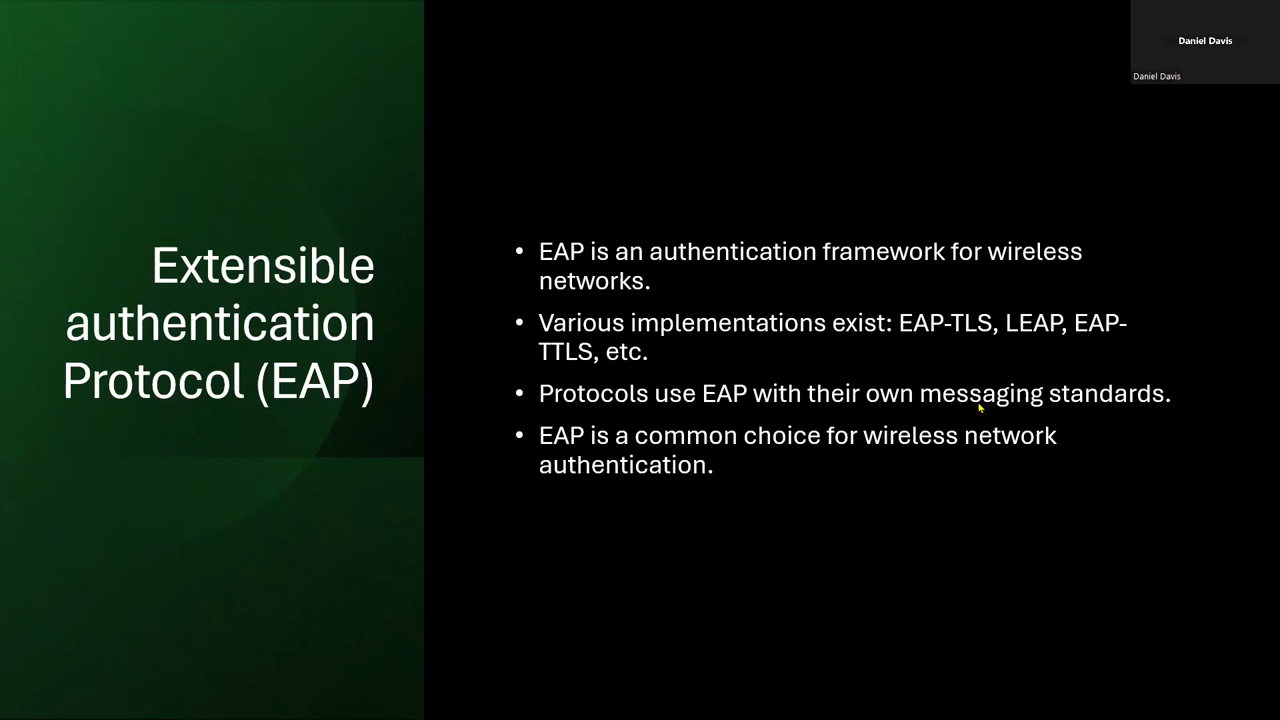 Daniel Davis
Daniel Davis
Extensible
authentication
Protocol (EAP)
• EAP is an authentication framework for wireless
networks.
• Various implementations exist: EAP-TLS, LEAP, EAP-
TTLS, etc.
• Protocols use EAP with their own messaging standards.
• EAP is a common choice for wireless network
authentication.